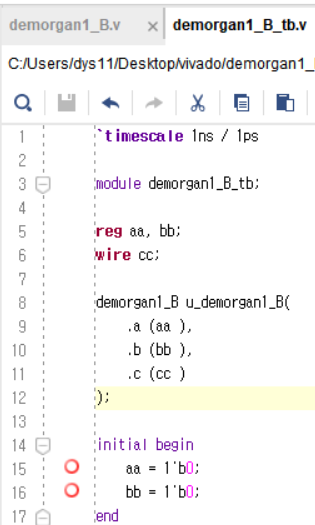 demorgan1_B.v × demorgan1_B_tb.v
C:/Users/dys11/Desktop/vivado/demorgan1_
1 `timescale 1ns / 1ps
2
3 module demorgan1_B_tb;
4
5 reg aa, bb;
6 wire cc;
7
8 demorgan1_B u_demorgan1_B(
9 .a (aa ),
10 .b (bb ),
11 .c (cc )
12 );
13
14 initial begin
15 aa = 1'b0;
16 bb = 1'b0;
17 end